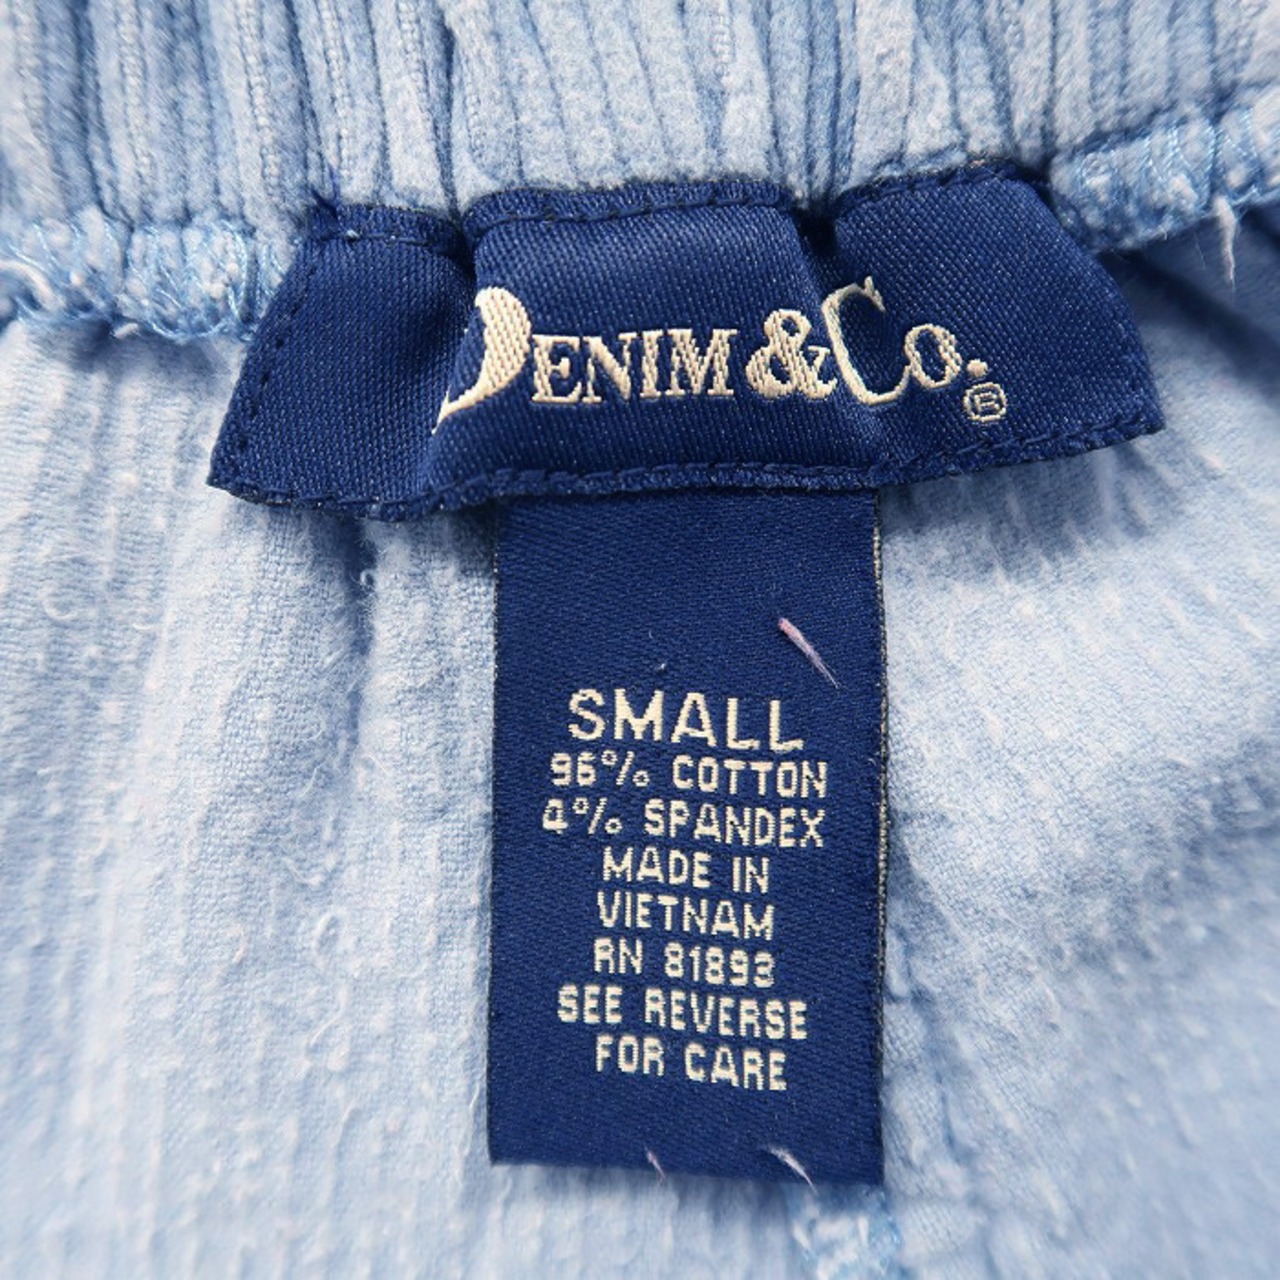 DENIM & CO.®
SMALL
96% COTTON
4% SPANDEX
MADE IN
VIETNAM
RN 81893
SEE REVERSE
FOR CARE